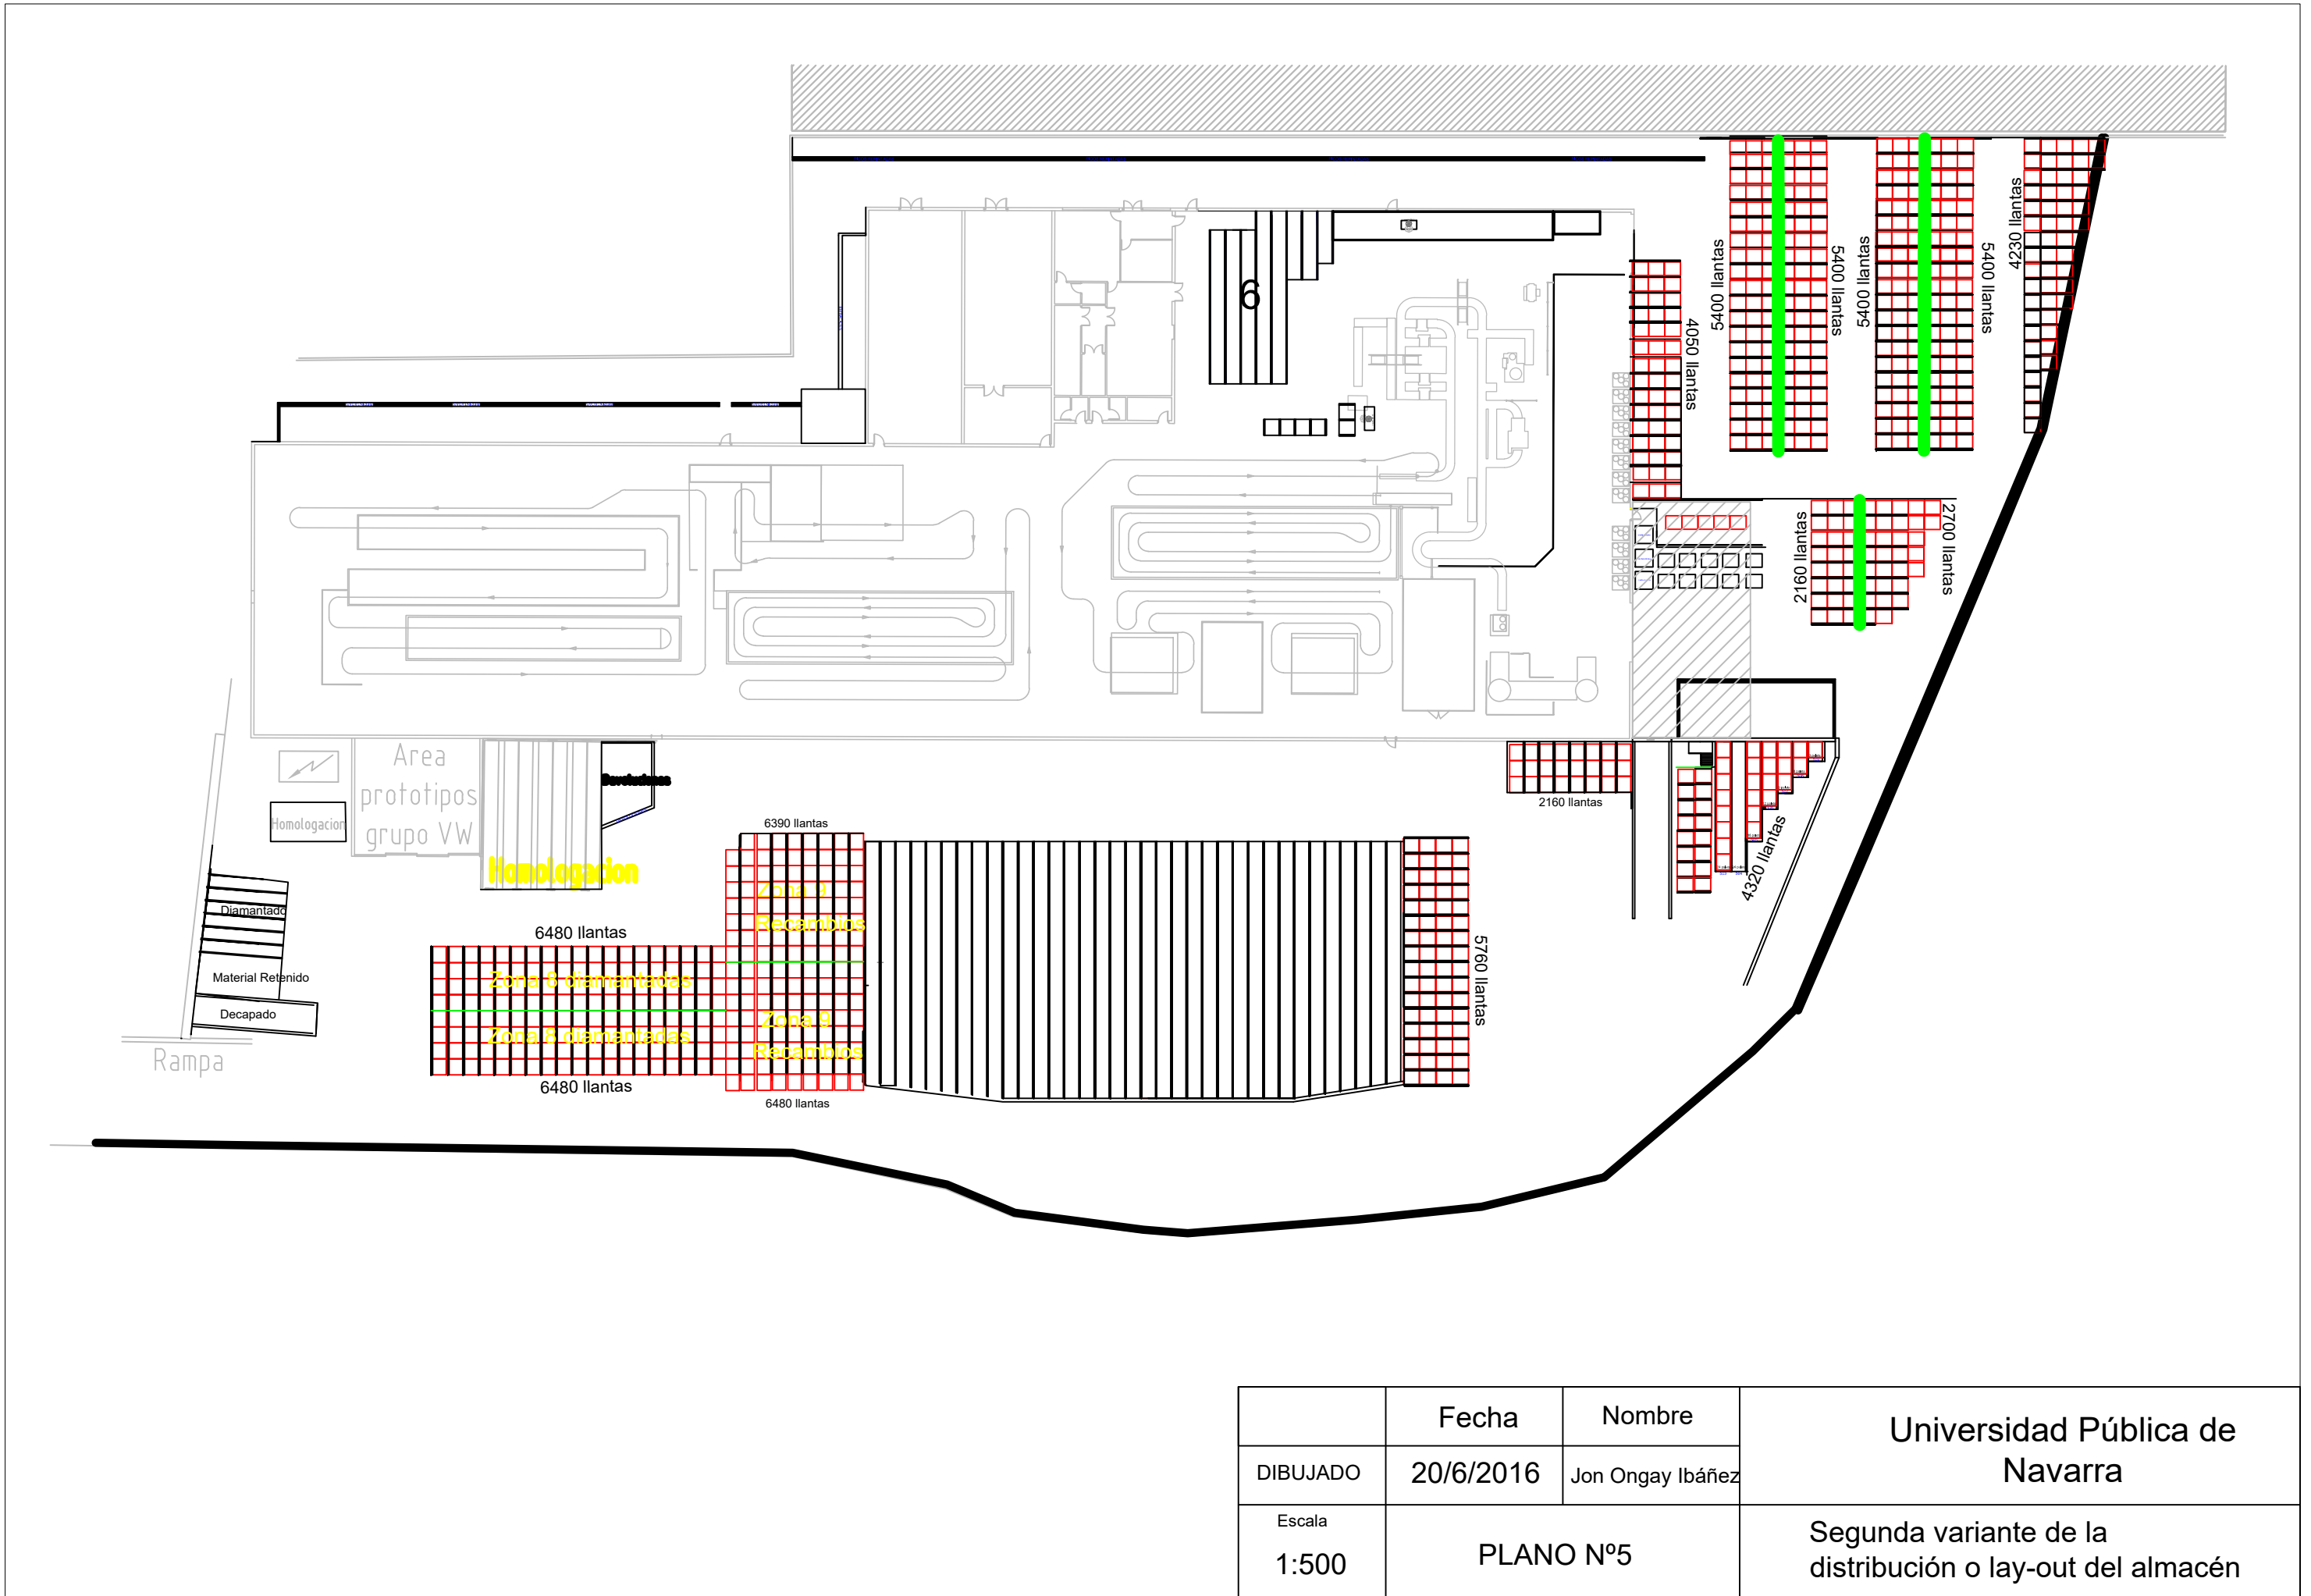 5400 llantas
5400 llantas
5400 llantas
5400 llantas
4230 llantas
6
4050 llantas
2160 llantas
2700 llantas
Area
prototipos
grupo VW
Homologacion
Devoluciones
Homologacion
2160 llantas
4320 llantas
6390 llantas
Zona 9
Recambios
Diamantado
Material Retenido
Decapado
Rampa
6480 llantas
Zona 8 diamantadas
Zona 8 diamantadas
6480 llantas
Zona 9
Recambios
6480 llantas
5760 llantas
Fecha
Nombre
Universidad Pública de
Navarra
DIBUJADO
20/6/2016
Jon Ongay Ibáñez
Escala
1:500
PLANO Nº5
Segunda variante de la
distribución o lay-out del almacén